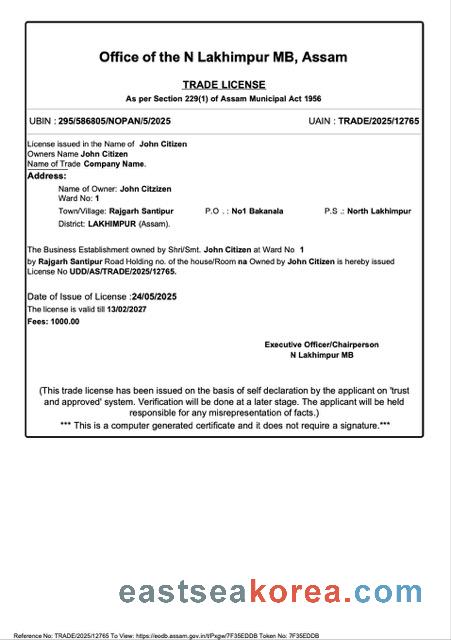 Office of the N Lakhimpur MB, Assam
TRADE LICENSE
As per Section 229(1) of Assam Municipal Act 1956
UBIN : 295/586805/NOPAN/5/2025 UAIN : TRADE/2025/12765
License issued in the Name of John Citizen
Owners Name John Citizen
Name of Trade Company Name.
Address:
Name of Owner: John Citzizen
Ward No: 1
Town/Village: Rajgarh Santipur P.O . : No1 Bakanala P.S .: North Lakhimpur
District: LAKHIMPUR (Assam).
The Business Establishment owned by Shri/Smt. John Citizen at Ward No 1
by Rajgarh Santipur Road Holding no. of the house/Room na Owned by John Citizen is hereby issued
License No UDD/AS/TRADE/2025/12765.
Date of Issue of License :24/05/2025
The license is valid till 13/02/2027
Fees: 1000.00
Executive Officer/Chairperson
N Lakhimpur MB
(This trade license has been issued on the basis of self declaration by the applicant on 'trust
and approved' system. Verification will be done at a later stage. The applicant will be held
responsible for any misrepresentation of facts.)
*** This is a computer generated certificate and it does not require a signature.***
eastseakorea.com
Reference No: TRADE/2025/12765 To View: https://eodb.assam.gov.in/t/Pxgw/7F35EDDB Token No: 7F35EDDB